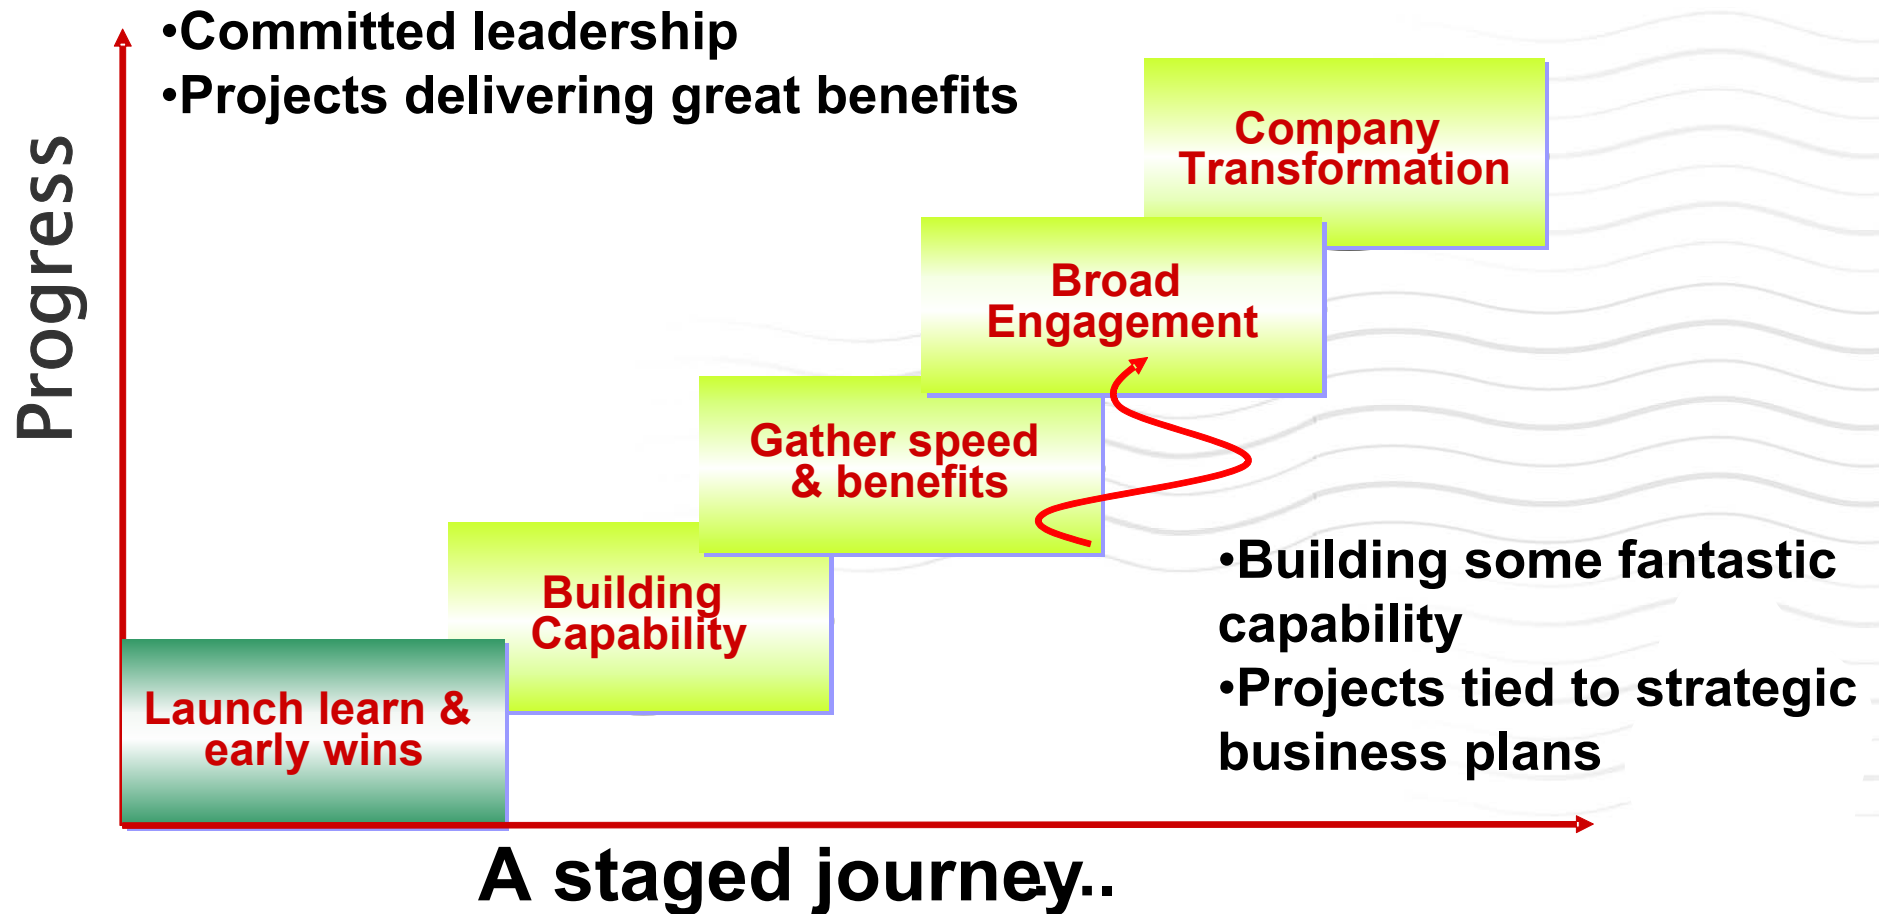 •Committed leadership
•Projects delivering great benefits
Progress
Company
Transformation
Broad
Engagement
Gather speed
& benefits
Building
Capability
Launch learn &
early wins
•Building some fantastic
capability
•Projects tied to strategic
business plans
A staged journey...